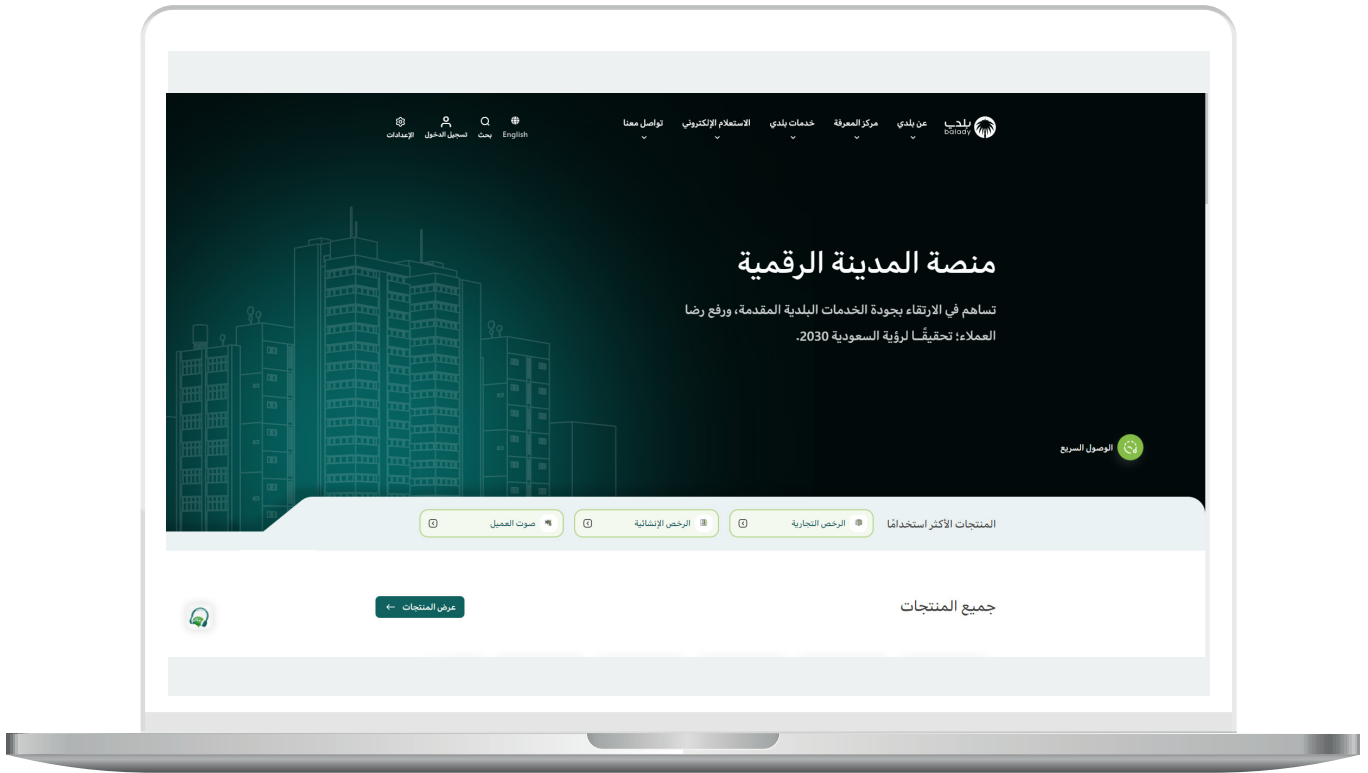 بلدي
balady
عن بلدي
مركز المعرفة
خدمات بلدي
الاستعلام الإلكتروني
تواصل معنا
English
بحث
تسجيل الدخول
الإعدادات
منصة المدينة الرقمية
تساهم في الارتقاء بجودة الخدمات البلدية المقدمة، ورفع رضا
العملاء؛ تحقيقًــا لرؤية السعودية 2030.
الوصول السريع
المنتجات الأكثر استخدامًا
الرخص التجارية
الرخص الإنشائية
صوت العميل
جميع المنتجات
عرض المنتجات